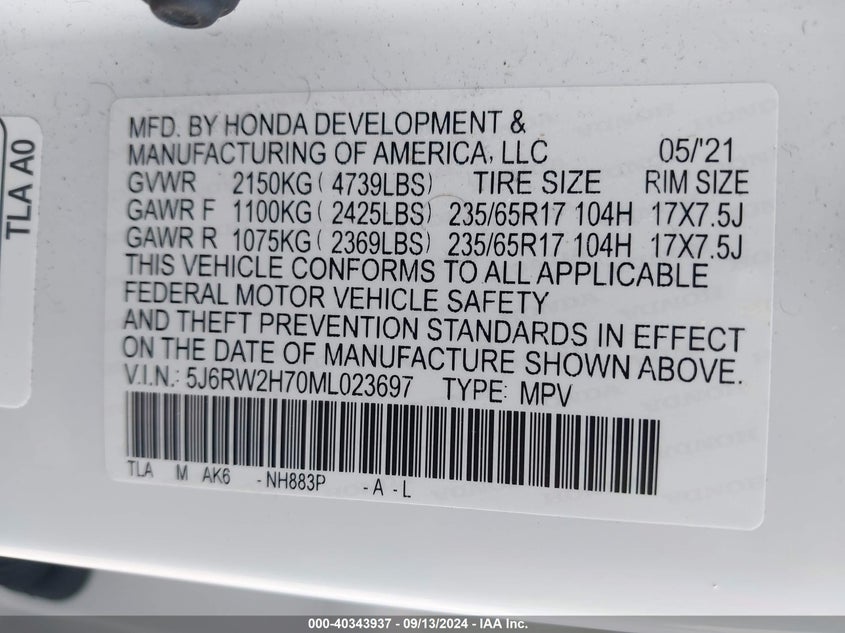 MFD. BY HONDA DEVELOPMENT &
MANUFACTURING OF AMERICA, LLC 05/'21
GVWR 2150KG ( 4739LBS) TIRE SIZE RIM SIZE
GAWR F 1100KG ( 2425LBS) 235/65R17 104H 17X7.5J
GAWR R 1075KG ( 2369LBS) 235/65R17 104H 17X7.5J
THIS VEHICLE CONFORMS TO ALL APPLICABLE
FEDERAL MOTOR VEHICLE SAFETY
AND THEFT PREVENTION STANDARDS IN EFFECT
ON THE DATE OF MANUFACTURE SHOWN ABOVE.
V.I.N.: 5J6RW2H70ML023697 TYPE: MPV
TLA M AK6 -NH883P -A -L
TLA A0
000-40343937 - 09/13/2024 - IAA Inc.